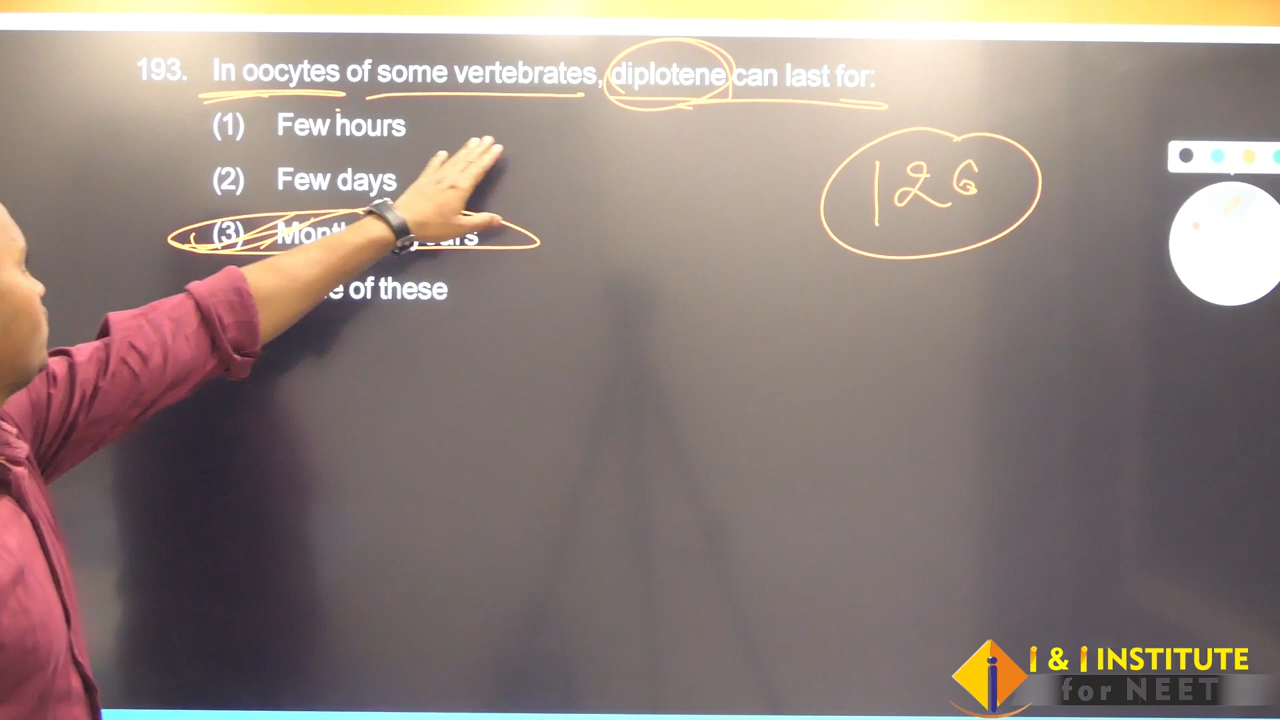 193. In oocytes of some vertebrates, diplotene can last for:
(1) Few hours
(2) Few days
(3)
of these
126
i & i INSTITUTE
for NEET